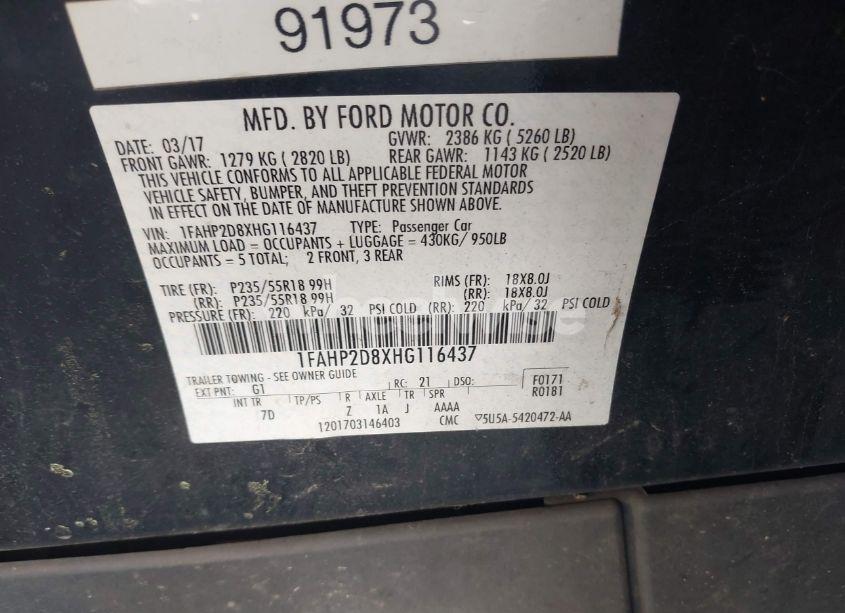 91973
MFD. BY FORD MOTOR CO.
DATE: 03/17 GVWR: 2386 KG ( 5260 LB)
FRONT GAWR: 1279 KG ( 2820 LB) REAR GAWR: 1143 KG ( 2520 LB)
THIS VEHICLE CONFORMS TO ALL APPLICABLE FEDERAL MOTOR
VEHICLE SAFETY, BUMPER, AND THEFT PREVENTION STANDARDS
IN EFFECT ON THE DATE OF MANUFACTURE SHOWN ABOVE.
VIN: 1FAHP2D8XHG116437 TYPE: Passenger Car
MAXIMUM LOAD = OCCUPANTS + LUGGAGE = 430KG/ 950LB
OCCUPANTS = 5 TOTAL; 2 FRONT, 3 REAR
TIRE (FR): P235/55R18 99H RIMS (FR): 18X8.0J
(RR): P235/55R18 99H (RR): 18X8.0J
PRESSURE (FR): 220 kPa/ 32 PSI COLD (RR): 220 kPa/ 32 PSI COLD
1FAHP2D8XHG116437
TRAILER TOWING - SEE OWNER GUIDE
EXT PNT: G1 RC: 21 DSO: F0171
INT TR TP/PS R AXLE TR SPR R0181
7D Z 1A J AAAA
1201703146403 CMC ▽5U5A-5420472-AA